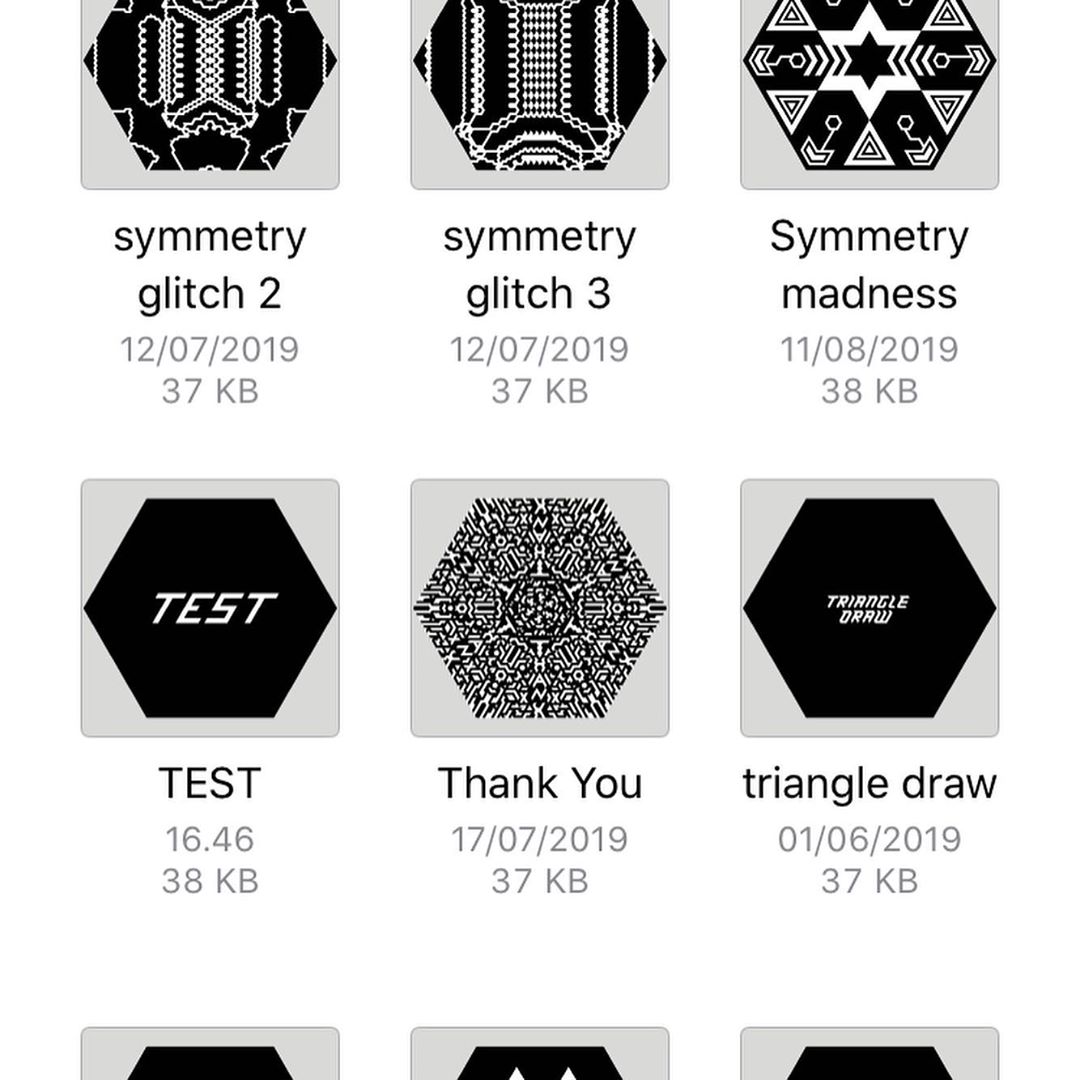 symmetry
glitch 2
12/07/2019
37 KB
symmetry
glitch 3
12/07/2019
37 KB
Symmetry
madness
11/08/2019
38 KB
TEST
TEST
16.46
38 KB
Thank You
17/07/2019
37 KB
TRIANGLE
DRAW
triangle draw
01/06/2019
37 KB